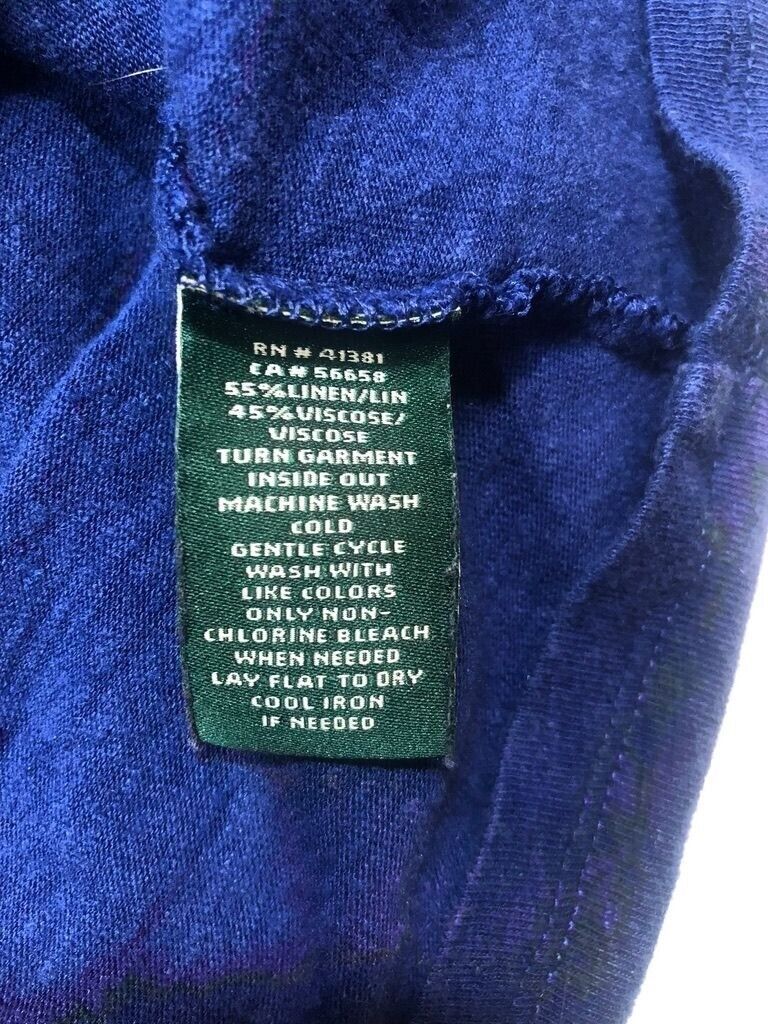 RN # 41381
CA # 56658
55%LINEN/LIN
45%VISCOSE/
VISCOSE
TURN GARMENT
INSIDE OUT
MACHINE WASH
COLD
GENTLE CYCLE
WASH WITH
LIKE COLORS
ONLY NON-
CHLORINE BLEACH
WHEN NEEDED
LAY FLAT TO DRY
COOL IRON
IF NEEDED